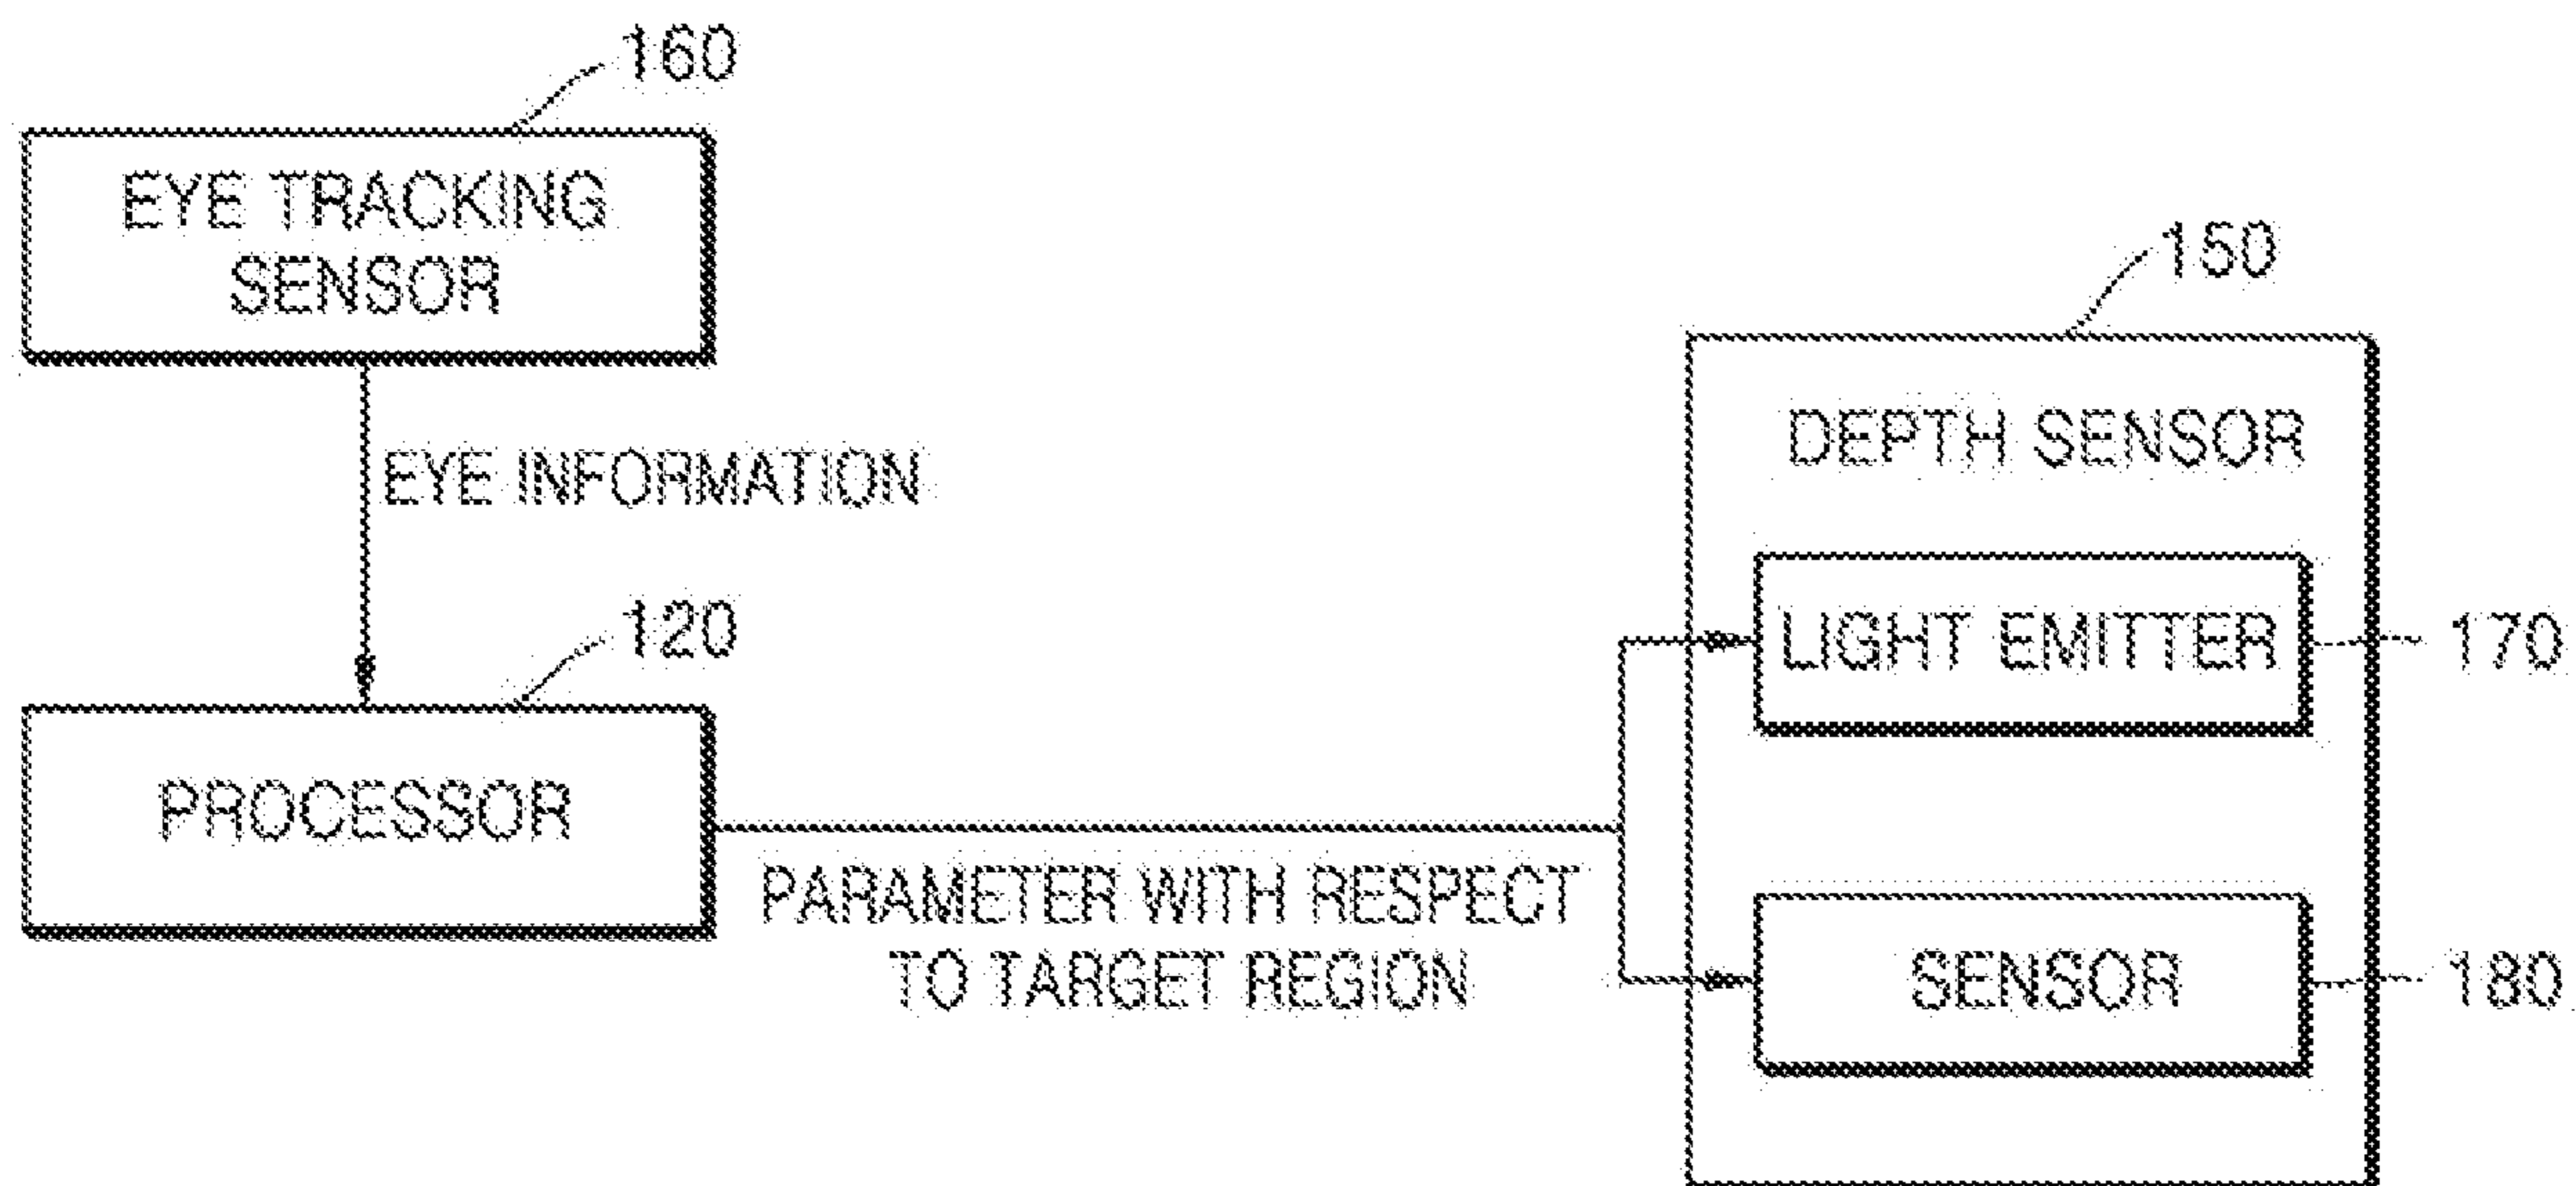 160
EYE TRACKING
SENSOR
150
DEPTH SENSOR
EYE INFORMATION
LIGHT EMITTER
170
120
PROCESSOR
PARAMETER WITH RESPECT
TO TARGET REGION
SENSOR
180